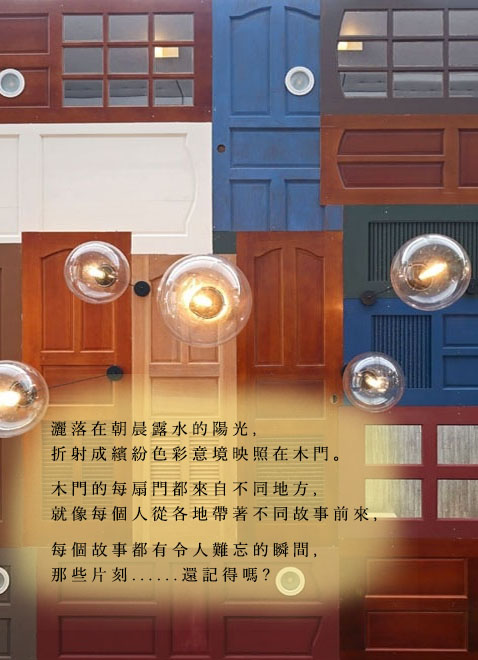 灑落在朝晨露水的陽光,
折射成繽紛色彩意境映照在木門。
木門的每扇門都來自不同地方,
就像每個人從各地帶著不同故事前來,
每個故事都有令人難忘的瞬間,
那些片刻......還記得嗎?